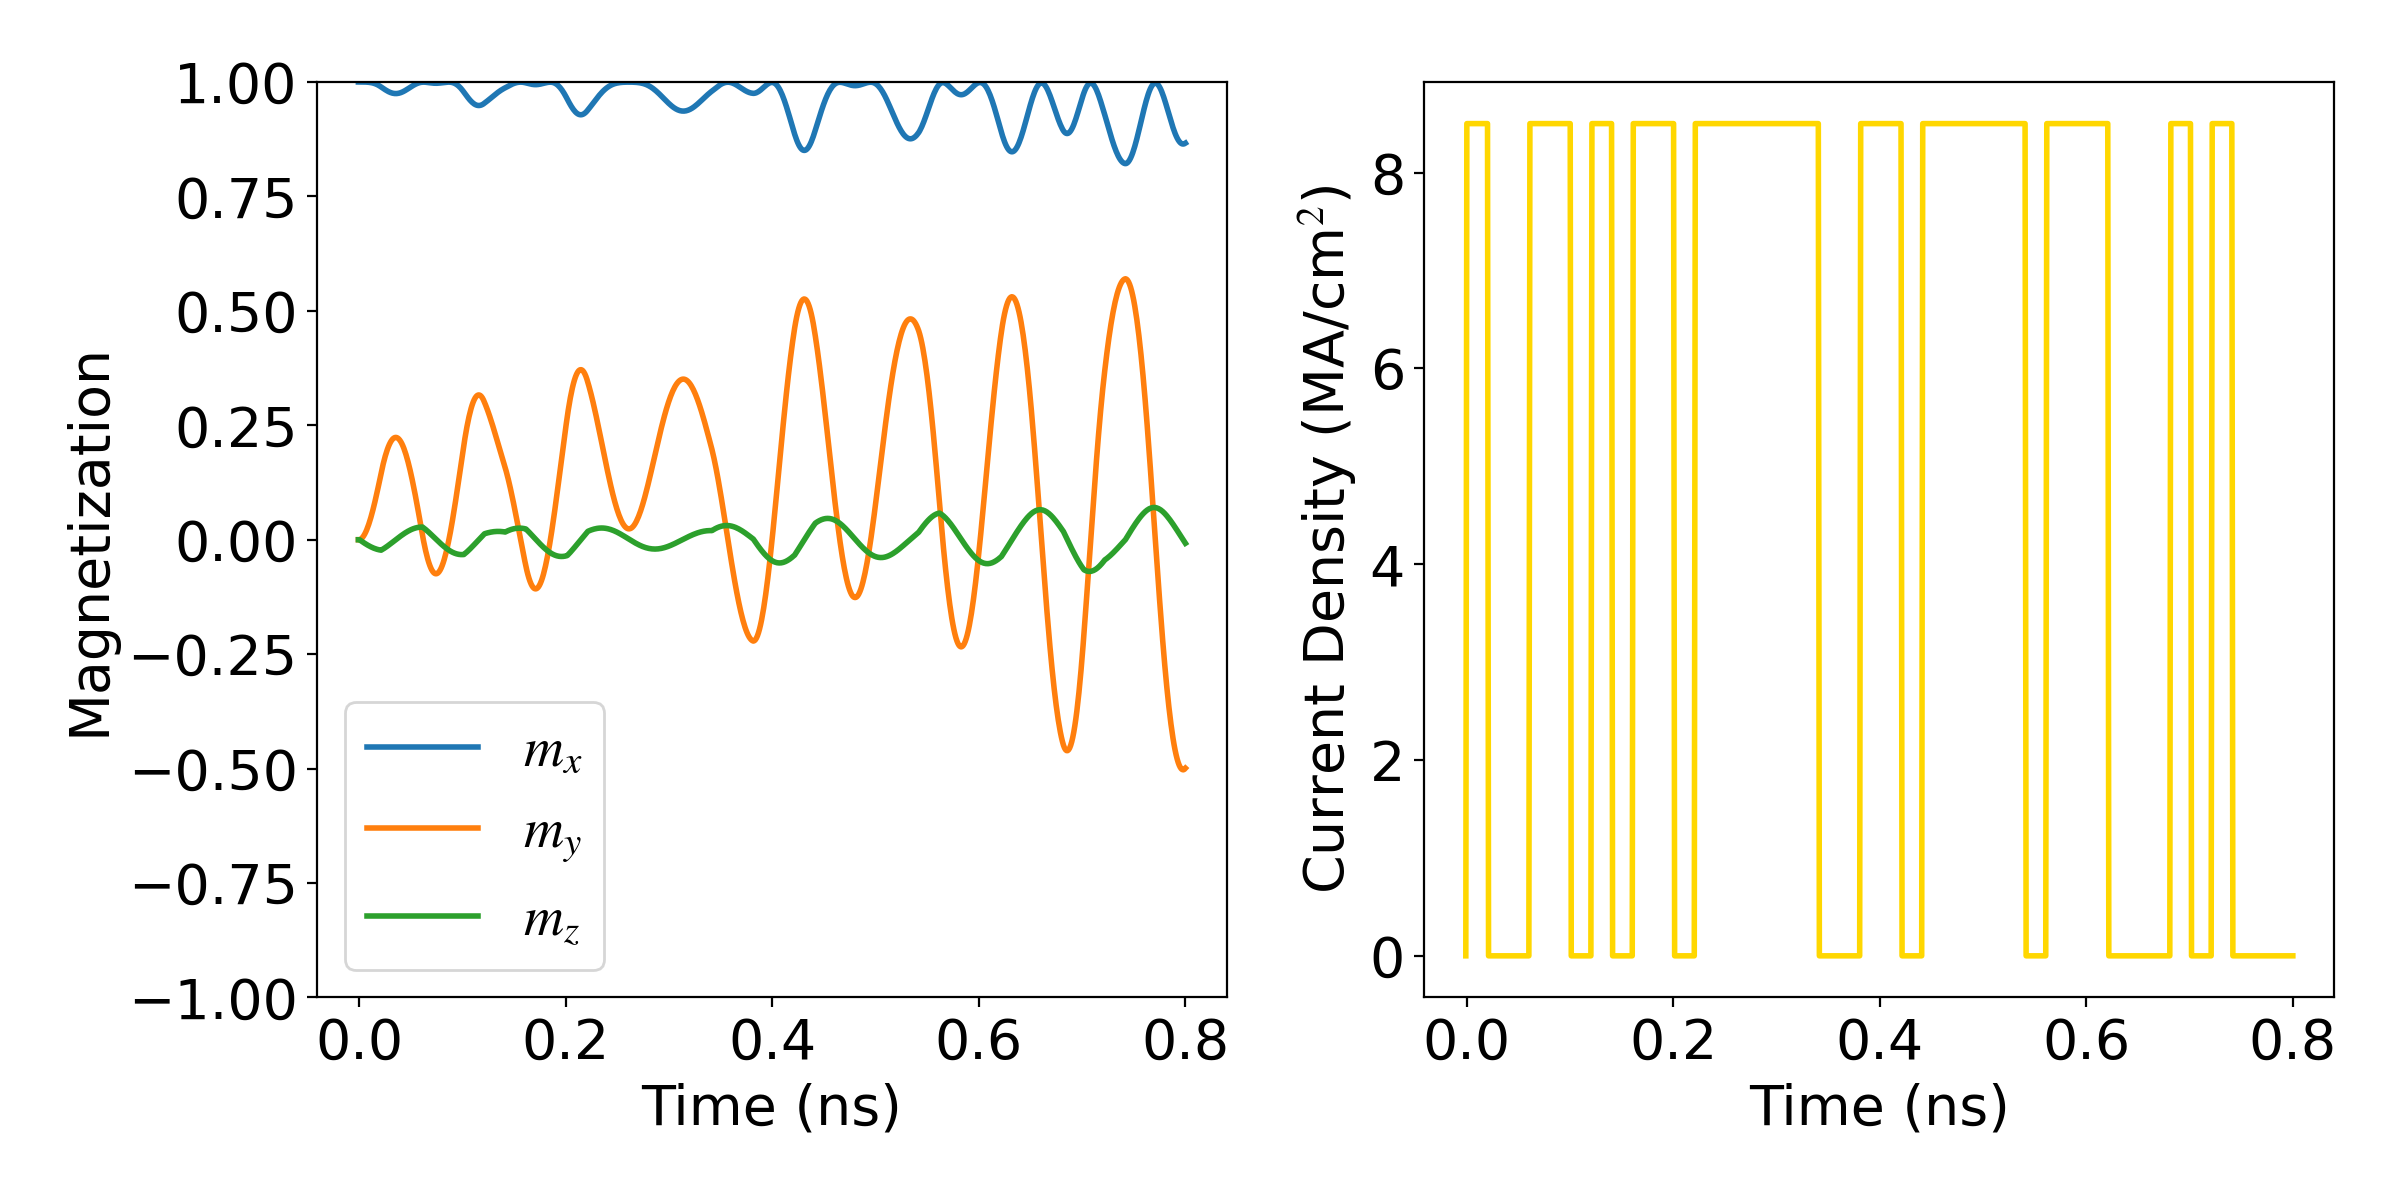 1.00
0.75
0.50
0.25
0.00
−0.25
−0.50
−0.75
−1.00
Magnetization
m_x
m_y
m_z
0.0 0.2 0.4 0.6 0.8
Time (ns)
8
6
4
2
0
Current Density (MA/cm²)
0.0 0.2 0.4 0.6 0.8
Time (ns)